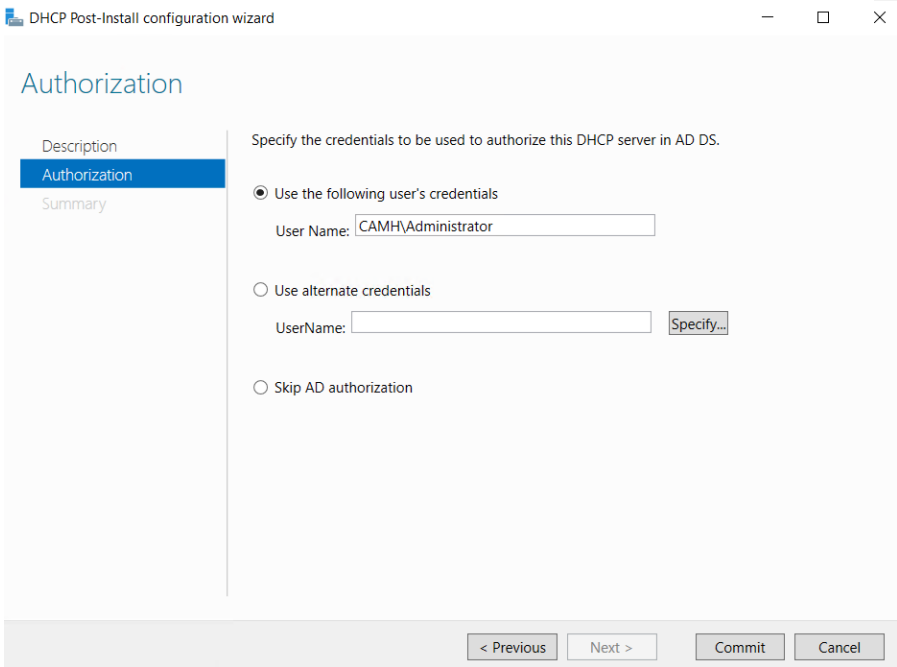 DHCP Post-Install configuration wizard
Authorization
Description
Authorization
Summary
Specify the credentials to be used to authorize this DHCP server in AD DS.
Use the following user's credentials
User Name: CAMH\Administrator
Use alternate credentials
UserName:
Specify...
Skip AD authorization
< Previous
Next >
Commit
Cancel